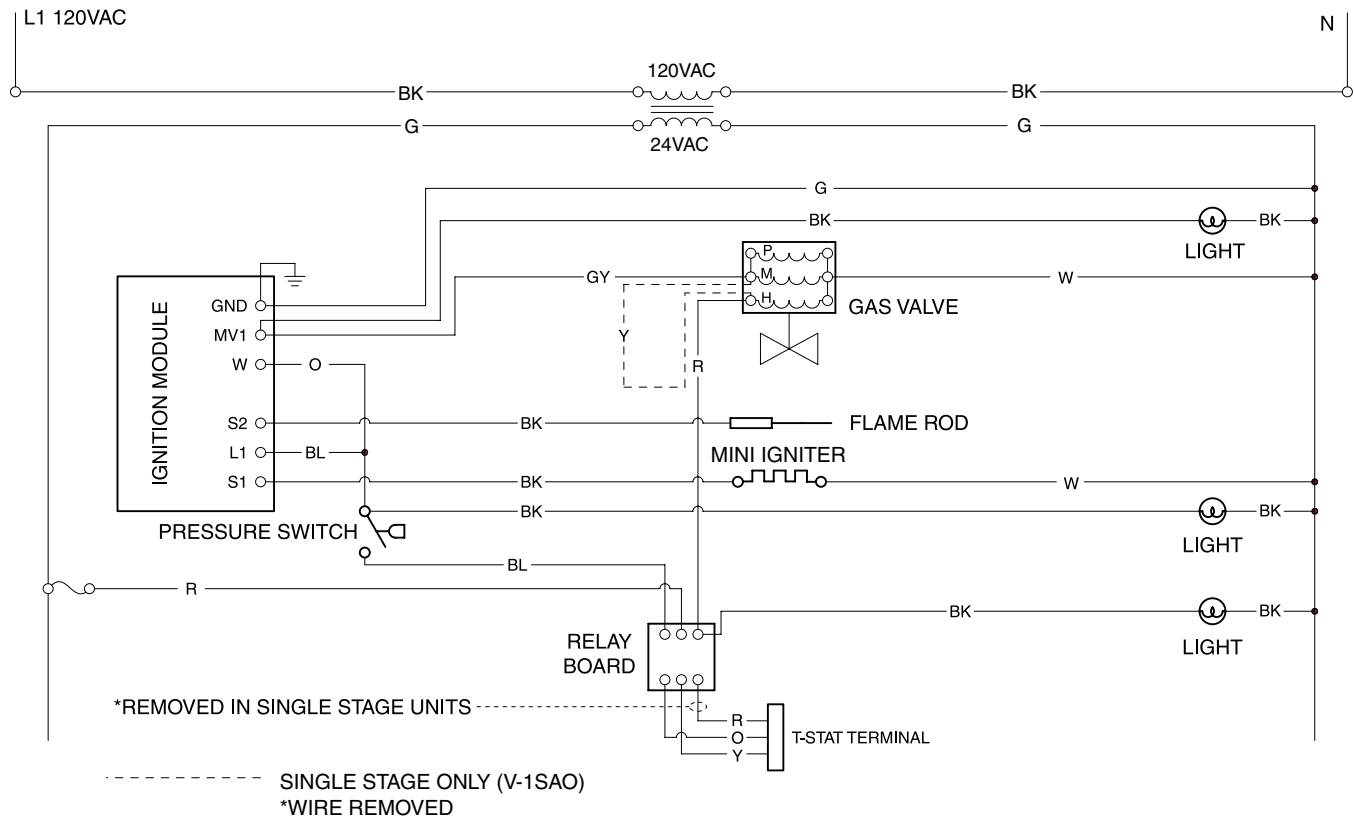 L1 120VAC
N
120VAC
BK
BK
G
G
24VAC
G
BK
BK
LIGHT
P
GY
M
W
H
GAS VALVE
IGNITION MODULE
GND
MV1
Y
W
O
R
S2
BK
FLAME ROD
L1
BL
MINI IGNITER
S1
BK
W
BK
BK
PRESSURE SWITCH
LIGHT
BL
R
BK
BK
RELAY
BOARD
LIGHT
*REMOVED IN SINGLE STAGE UNITS
R
O
T-STAT TERMINAL
Y
SINGLE STAGE ONLY (V-1SAO)
*WIRE REMOVED